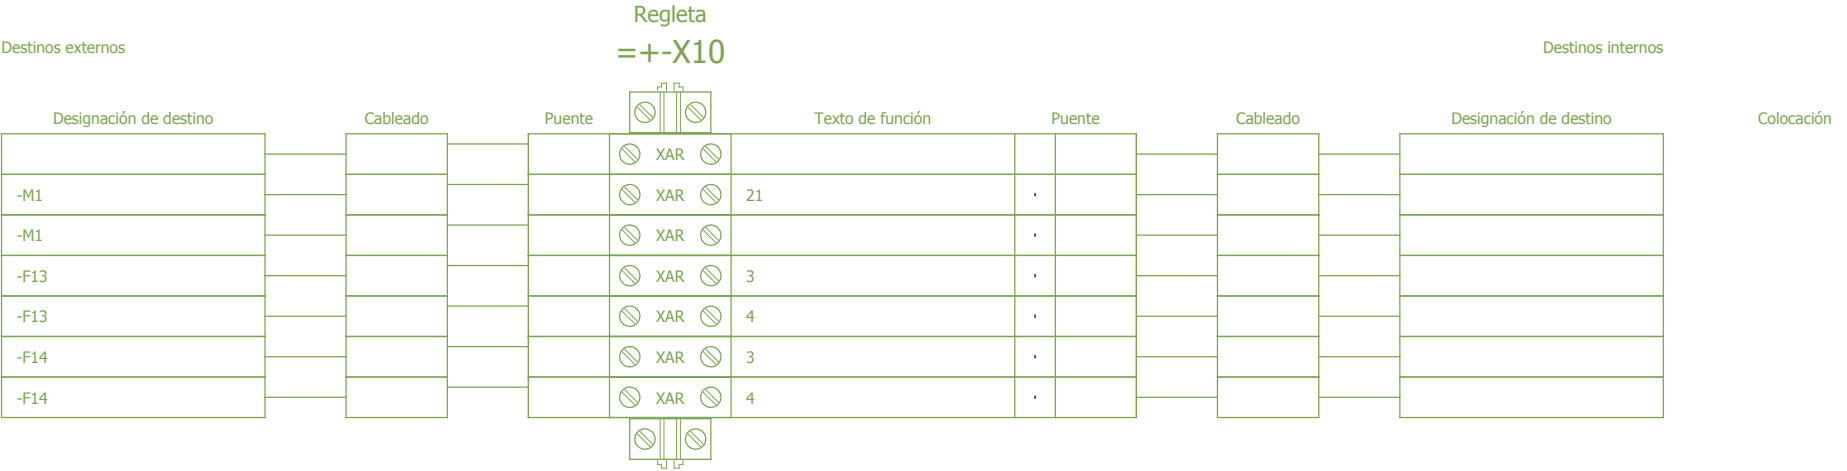 Regleta
Destinos externos =+-X10 Destinos internos
Designación de destino Cableado Puente Texto de función Puente Cableado Designación de destino Colocación
XAR
-M1 XAR 21
-M1 XAR
-F13 XAR 3
-F13 XAR 4
-F14 XAR 3
-F14 XAR 4